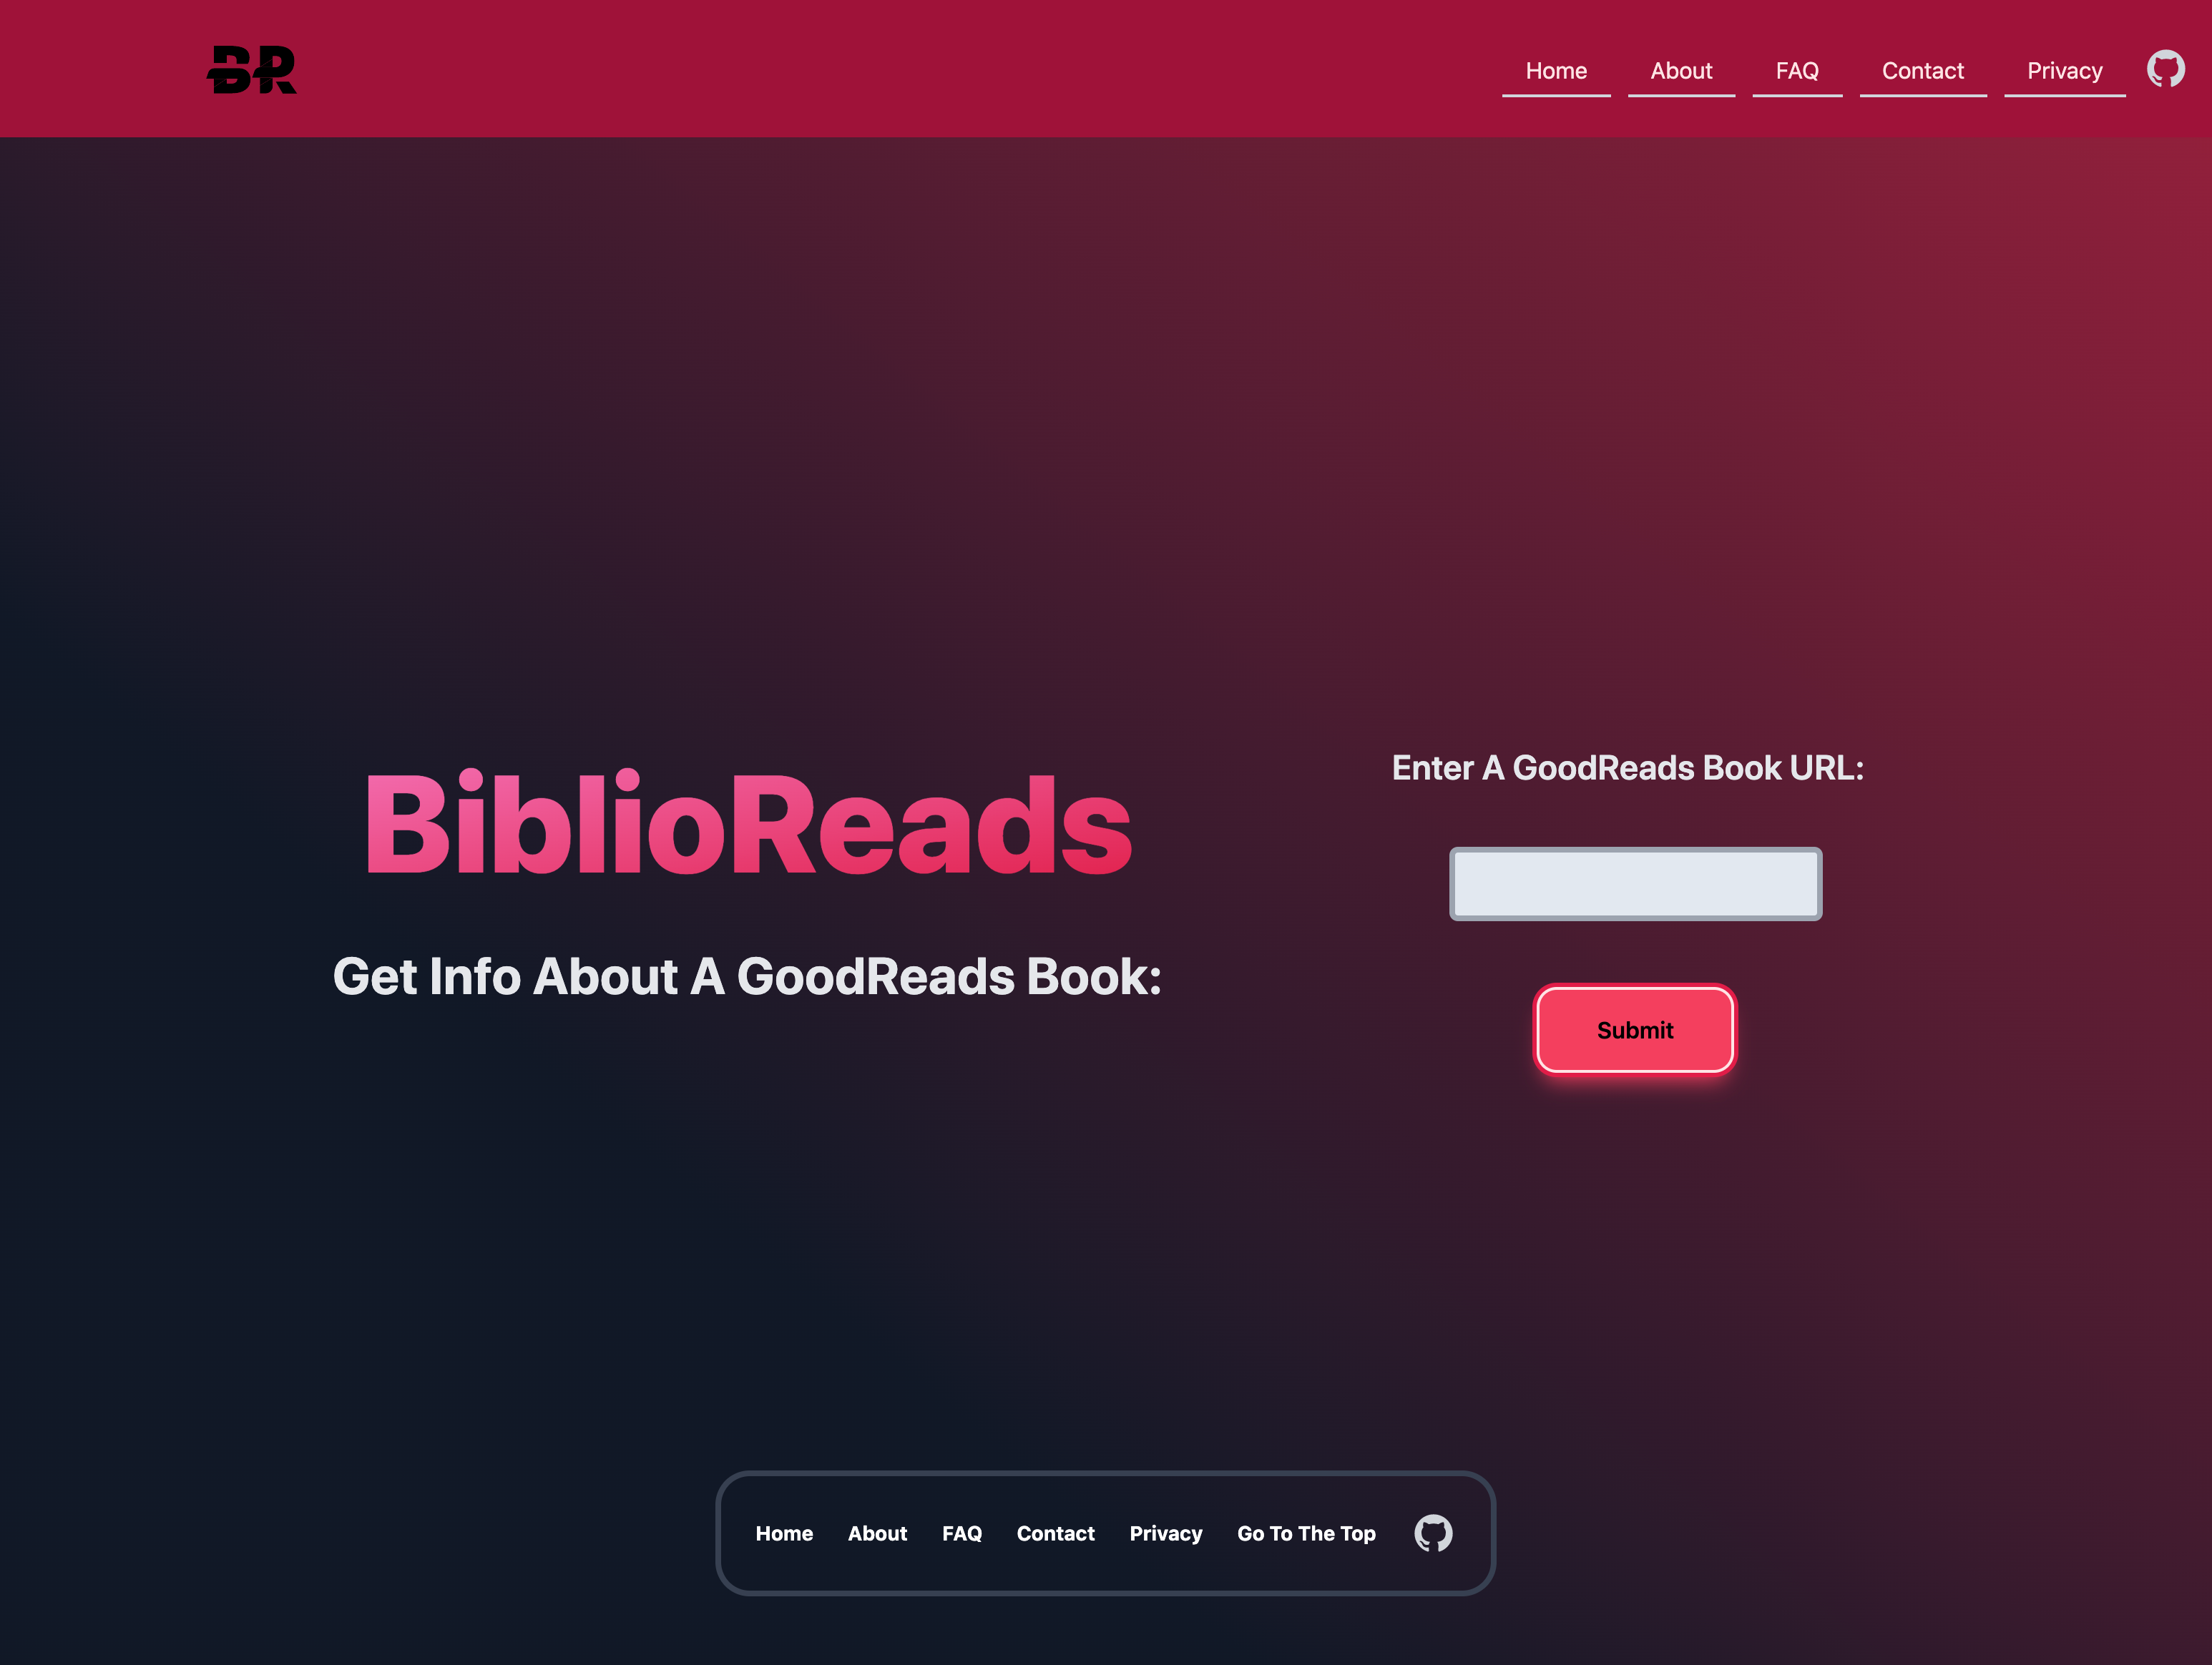 BR
Home About FAQ Contact Privacy
BiblioReads
Get Info About A GoodReads Book:
Enter A GoodReads Book URL:
Submit
Home About FAQ Contact Privacy Go To The Top